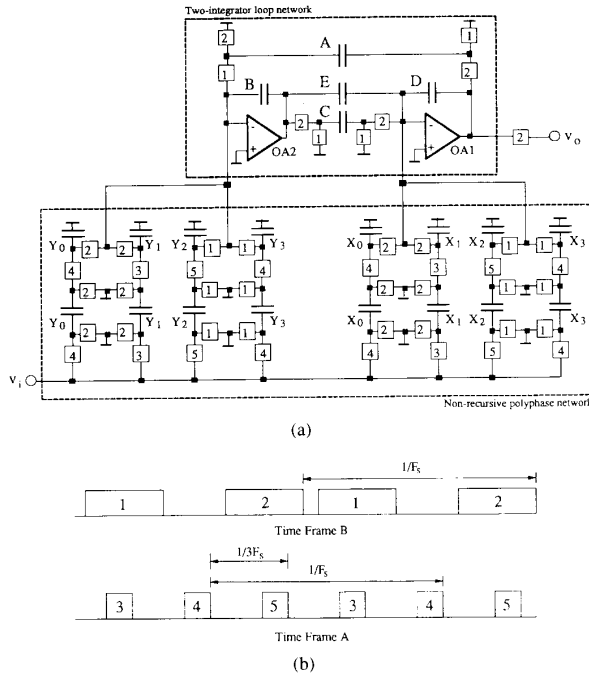 Two-integrator loop network
2 A 1
1 2
B E D
C
2 2
1 1
- + OA2
- + OA1
2 Vo
Y0 2 2 Y1 Y2 1 1 Y3 X0 2 2 X1 X2 1 1 X3
4 3 5 4 4 3 5 4
2 2 1 1 2 2 1 1
Y0 Y1 Y2 Y3 X0 X1 X2 X3
2 2 1 1 2 2 1 1
4 3 5 4 4 3 5 4
Vi
Non-recursive polyphase network
(a)
1/Fs
1 2 1 2
Time Frame B
1/3Fs
1/Fs
3 4 5 3 4 5
Time Frame A
(b)